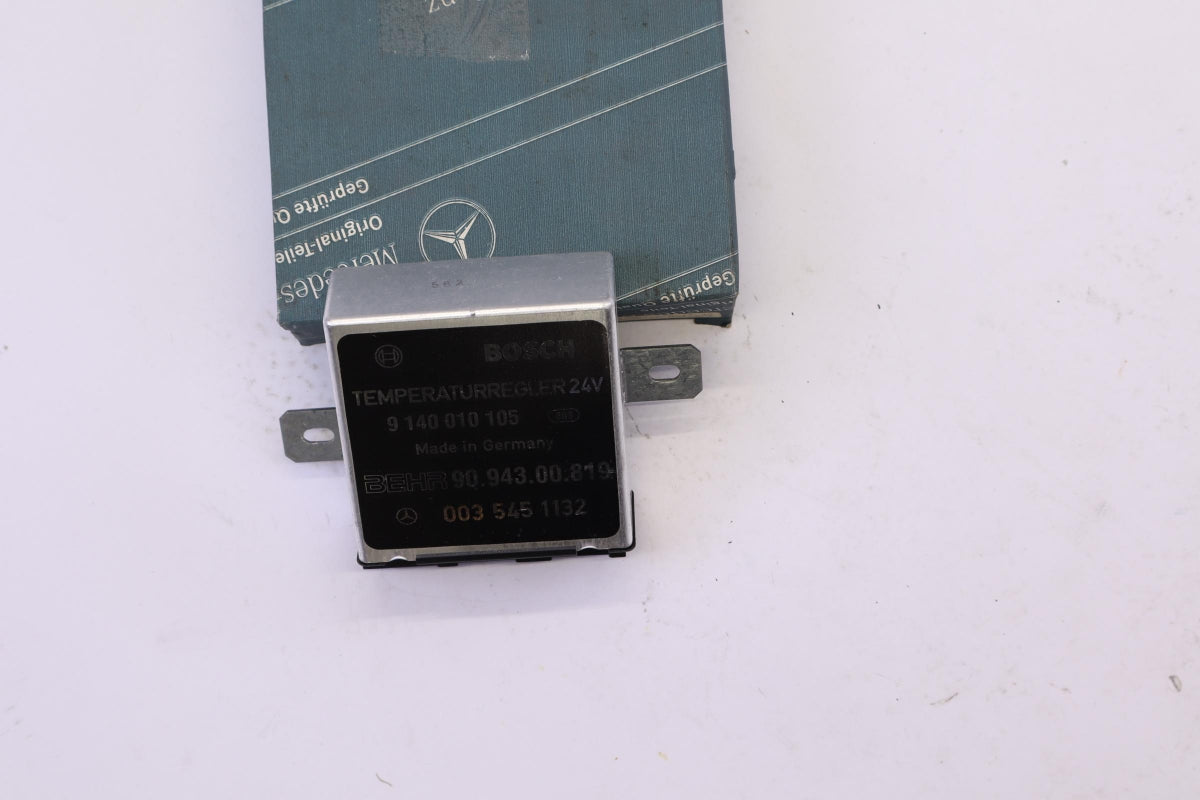 Geprüfte
Original-Teile
Mercedes-
Geprüfte
562
BOSCH
TEMPERATURREGLER 24V
9 140 010 105
Made in Germany
BEHR 90.943.00.819
003 545 1132